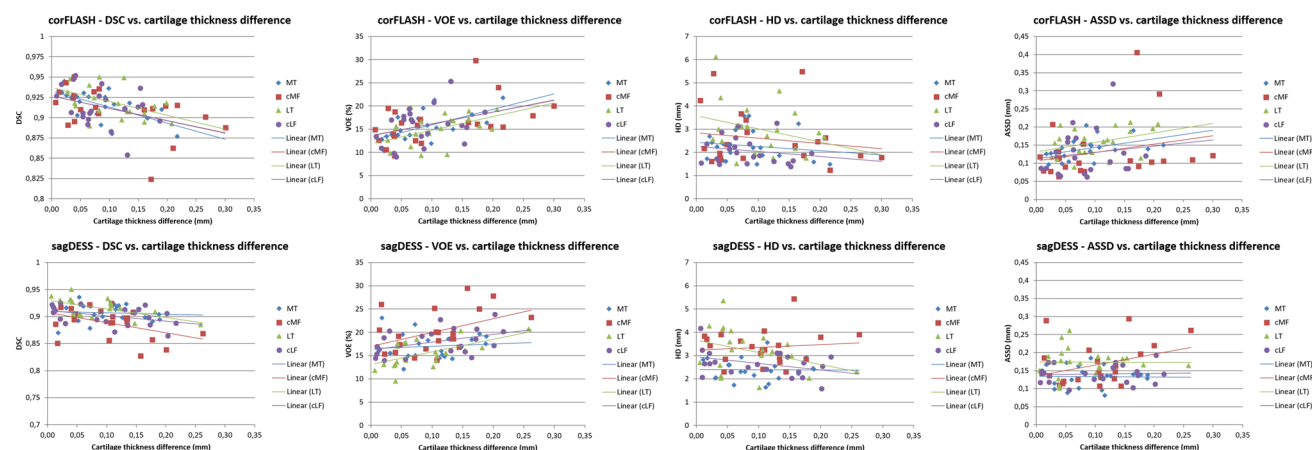 corFLASH - DSC vs. cartilage thickness difference
1
0,975
0,95
0,925
0,9
0,875
0,85
0,825
0,8
DSC
0,00 0,05 0,10 0,15 0,20 0,25 0,30 0,35
Cartilage thickness difference (mm)
MT
cMF
LT
cLF
Linear (MT)
Linear (cMF)
Linear (LT)
Linear (cLF)
corFLASH - VOE vs. cartilage thickness difference
35
30
25
20
15
10
5
0
VOE (%)
0,00 0,05 0,10 0,15 0,20 0,25 0,30 0,35
Cartilage thickness difference (mm)
MT
cMF
LT
cLF
Linear (MT)
Linear (cMF)
Linear (LT)
Linear (cLF)
corFLASH - HD vs. cartilage thickness difference
7
6
5
4
3
2
1
0
HD (mm)
0,00 0,05 0,10 0,15 0,20 0,25 0,30 0,35
Cartilage thickness difference (mm)
MT
cMF
LT
cLF
Linear (MT)
Linear (cMF)
Linear (LT)
Linear (cLF)
corFLASH - ASSD vs. cartilage thickness difference
0,45
0,4
0,35
0,3
0,25
0,2
0,15
0,1
0,05
0
ASSD (mm)
0,00 0,05 0,10 0,15 0,20 0,25 0,30 0,35
Cartilage thickness difference (mm)
MT
cMF
LT
cLF
Linear (MT)
Linear (cMF)
Linear (LT)
Linear (cLF)
sagDESS - DSC vs. cartilage thickness difference
1
0,95
0,9
0,85
0,8
0,75
0,7
DSC
0,00 0,05 0,10 0,15 0,20 0,25 0,30 0,35
Cartilage thickness difference (mm)
MT
cMF
LT
cLF
Linear (MT)
Linear (cMF)
Linear (LT)
Linear (cLF)
sagDESS - VOE vs. cartilage thickness difference
35
30
25
20
15
10
5
0
VOE (%)
0,00 0,05 0,10 0,15 0,20 0,25 0,30 0,35
Cartilage thickness difference (mm)
MT
cMF
LT
cLF
Linear (MT)
Linear (cMF)
Linear (LT)
Linear (cLF)
sagDESS - HD vs. cartilage thickness difference
7
6
5
4
3
2
1
0
HD (mm)
0,00 0,05 0,10 0,15 0,20 0,25 0,30 0,35
Cartilage thickness difference (mm)
MT
cMF
LT
cLF
Linear (MT)
Linear (cMF)
Linear (LT)
Linear (cLF)
sagDESS - ASSD vs. cartilage thickness difference
0,45
0,4
0,35
0,3
0,25
0,2
0,15
0,1
0,05
0
ASSD (mm)
0,00 0,05 0,10 0,15 0,20 0,25 0,30 0,35
Cartilage thickness difference (mm)
MT
cMF
LT
cLF
Linear (MT)
Linear (cMF)
Linear (LT)
Linear (cLF)